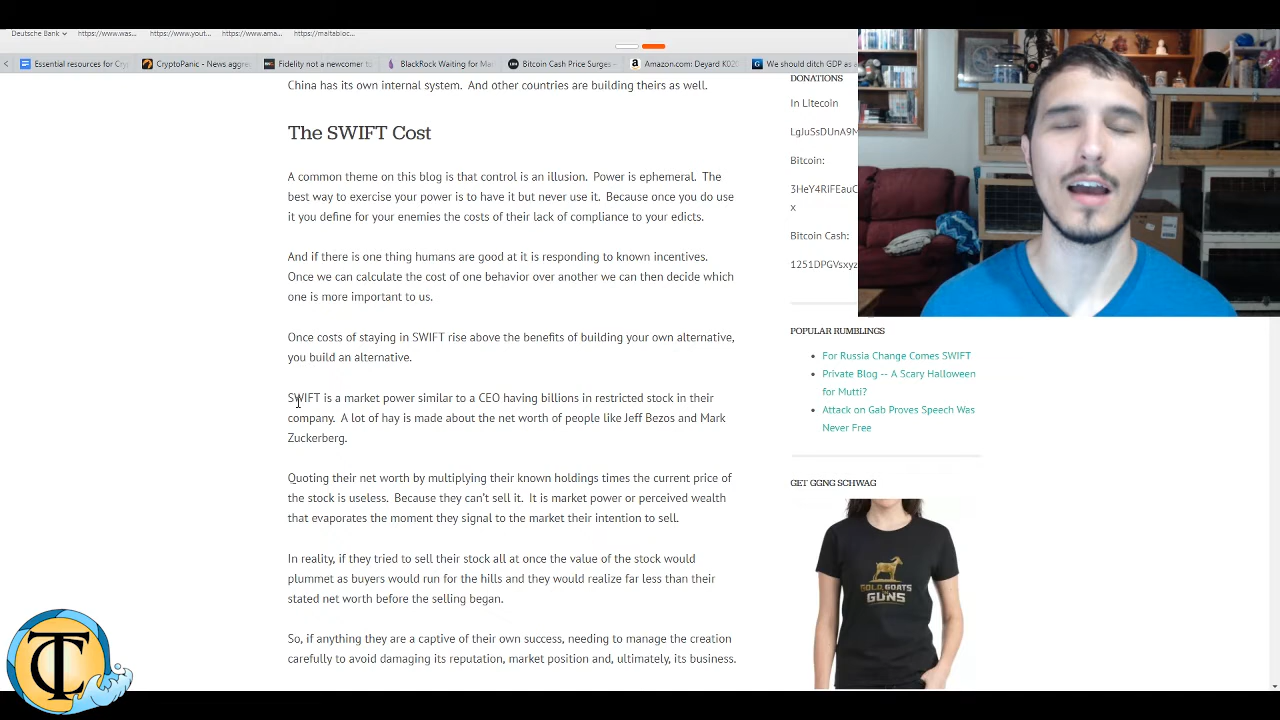 Deutsche Bank
https://www.was...
https://www.yout...
https://www.ama...
https://maltabloc...
Essential resources for Cry
CryptoPanic - News aggre
Fidelity is a newcomer to
BlackRock Waiting for Mar
Bitcoin Cash Price Surges
Amazon.com: Deyard K020
We should ditch GDP as a
China has its own internal system. And other countries are building theirs as well.
The SWIFT Cost
A common theme on this blog is that control is an illusion. Power is ephemeral. The
best way to exercise your power is to have it but never use it. Because once you do use
it you define for your enemies the costs of their lack of compliance to your edicts.
And if there is one thing humans are good at it is responding to known incentives.
Once we can calculate the cost of one behavior over another we can then decide which
one is more important to us.
Once costs of staying in SWIFT rise above the benefits of building your own alternative,
you build an alternative.
SWIFT is a market power similar to a CEO having billions in restricted stock in their
company. A lot of hay is made about the net worth of people like Jeff Bezos and Mark
Zuckerberg.
Quoting their net worth by multiplying their known holdings times the current price of
the stock is useless. Because they can't sell it. It is market power or perceived wealth
that evaporates the moment they signal to the market their intention to sell.
In reality, if they tried to sell their stock all at once the value of the stock would
plummet as buyers would run for the hills and they would realize far less than their
stated net worth before the selling began.
So, if anything they are a captive of their own success, needing to manage the creation
carefully to avoid damaging its reputation, market position and, ultimately, its business.
DONATIONS
In Litecoin
Bitcoin:
3HeY4RiFEauC
x
Bitcoin Cash:
1251DPGVsxyz
POPULAR RUMBLINGS
For Russia Change Comes SWIFT
Private Blog -- A Scary Halloween
for Mutti?
Attack on Gab Proves Speech Was
Never Free
GET GGNG SCHWAG
GOLD GOATS
GUNS
TC